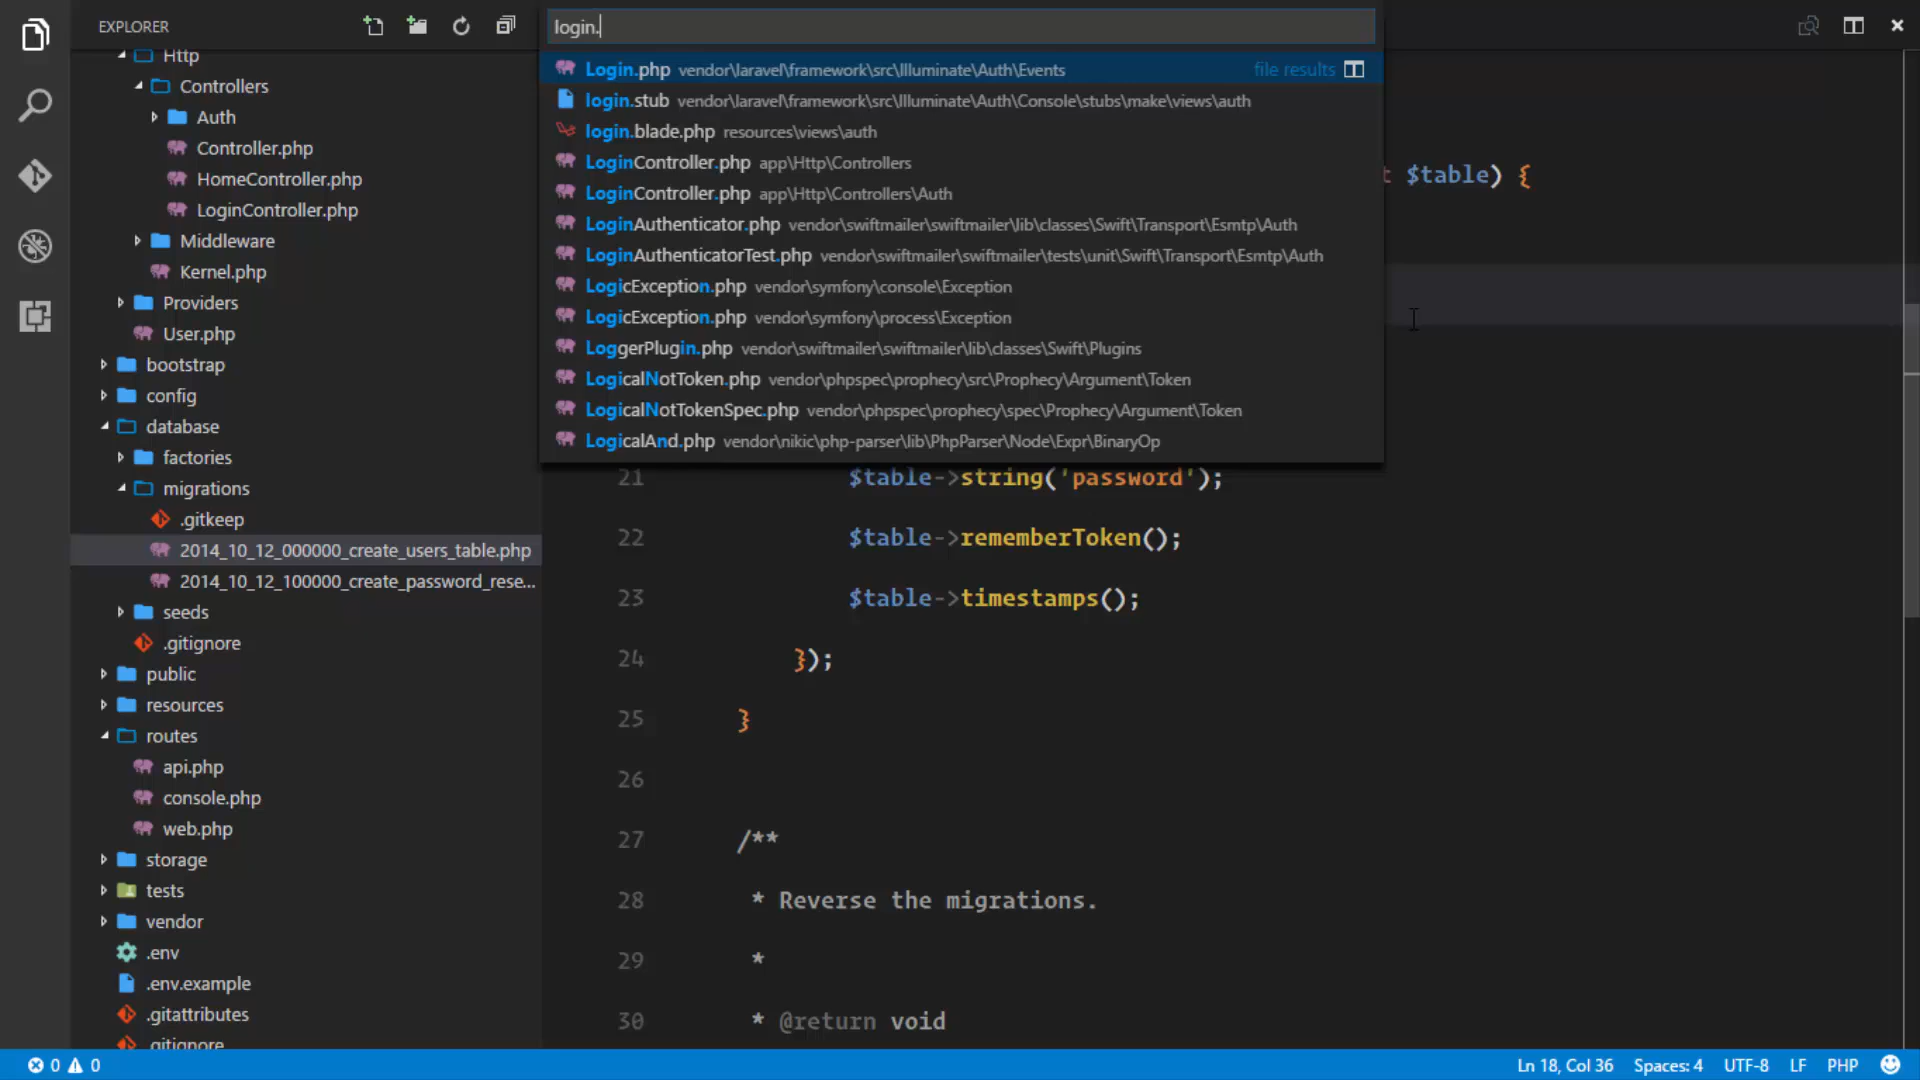 EXPLORER
Http
Controllers
Auth
Controller.php
HomeController.php
LoginController.php
Middleware
Kernel.php
Providers
User.php
bootstrap
config
database
factories
migrations
.gitkeep
2014_10_12_000000_create_users_table.php
2014_10_12_100000_create_password_rese...
seeds
.gitignore
public
resources
routes
api.php
console.php
web.php
storage
tests
vendor
.env
.env.example
.gitattributes
.gitignore
login.
Login.php vendor\laravel\framework\src\Illuminate\Auth\Events file results
login.stub vendor\laravel\framework\src\Illuminate\Auth\Console\stubs\make\views\auth
login.blade.php resources\views\auth
LoginController.php app\Http\Controllers
LoginController.php app\Http\Controllers\Auth
LoginAuthenticator.php vendor\swiftmailer\swiftmailer\lib\classes\Swift\Transport\Esmtp\Auth
LoginAuthenticatorTest.php vendor\swiftmailer\swiftmailer\tests\unit\Swift\Transport\Esmtp\Auth
LogicException.php vendor\symfony\console\Exception
LogicException.php vendor\symfony\process\Exception
LoggerPlugin.php vendor\swiftmailer\swiftmailer\lib\classes\Swift\Plugins
LogicalNotToken.php vendor\phpspec\prophecy\src\Prophecy\Argument\Token
LogicalNotTokenSpec.php vendor\phpspec\prophecy\spec\Prophecy\Argument\Token
LogicalAnd.php vendor\nikic\php-parser\lib\PhpParser\Node\Expr\BinaryOp
t $table) {
21 $table->string('password');
22 $table->rememberToken();
23 $table->timestamps();
24 });
25 }
26
27 /**
28 * Reverse the migrations.
29 *
30 * @return void
0 0 Ln 18, Col 36 Spaces: 4 UTF-8 LF PHP